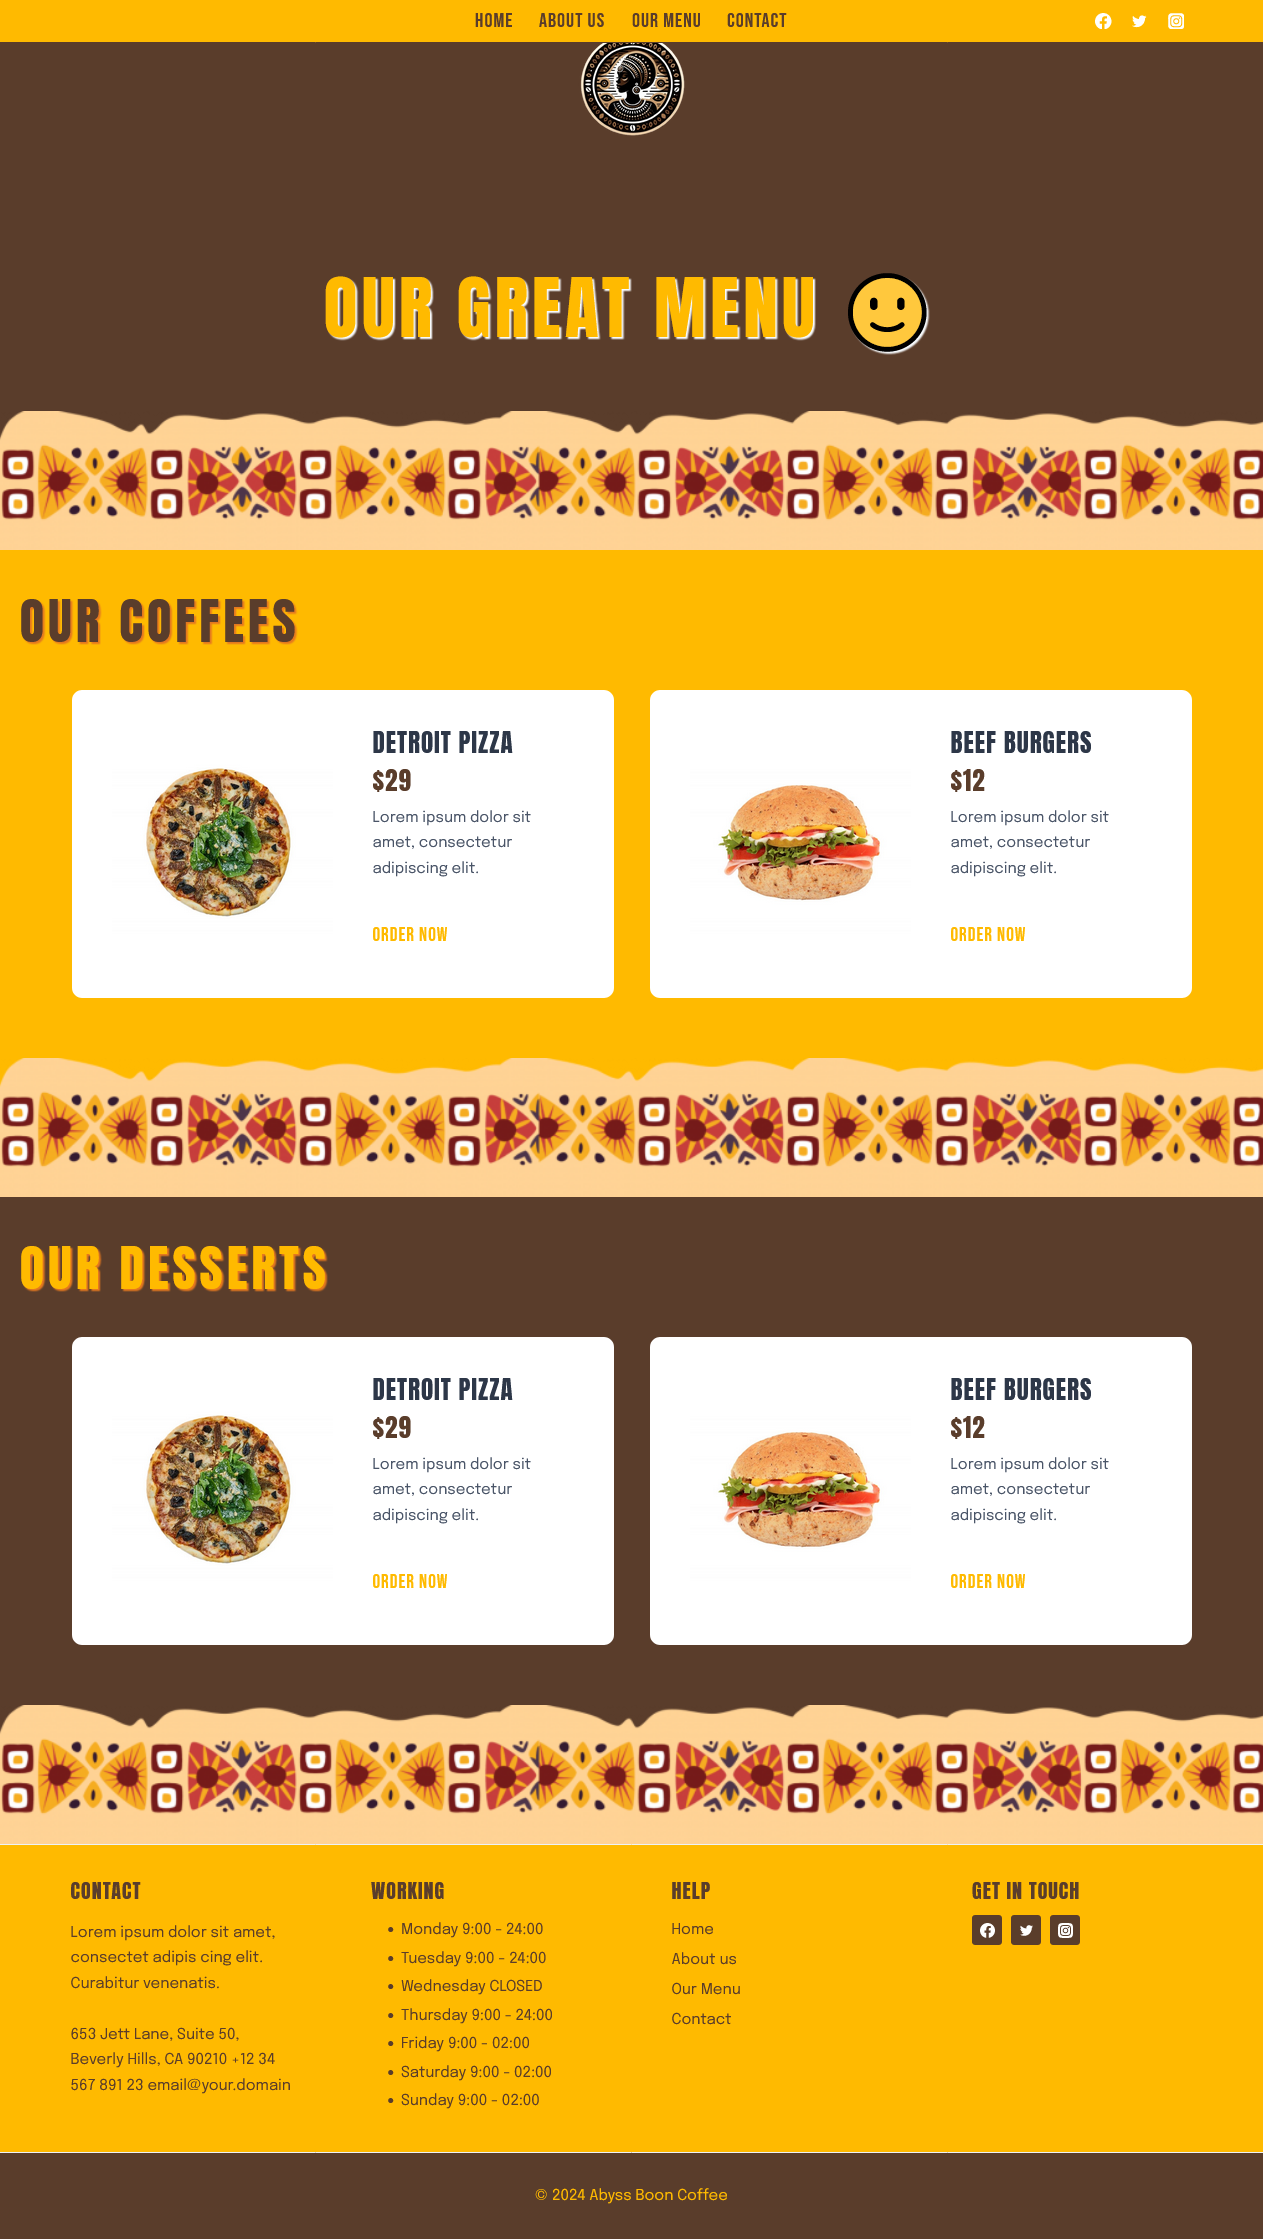 HOME ABOUT US OUR MENU CONTACT
OUR GREAT MENU
OUR COFFEES
DETROIT PIZZA
$29
Lorem ipsum dolor sit
amet, consectetur
adipiscing elit.
ORDER NOW
BEEF BURGERS
$12
Lorem ipsum dolor sit
amet, consectetur
adipiscing elit.
ORDER NOW
OUR DESSERTS
DETROIT PIZZA
$29
Lorem ipsum dolor sit
amet, consectetur
adipiscing elit.
ORDER NOW
BEEF BURGERS
$12
Lorem ipsum dolor sit
amet, consectetur
adipiscing elit.
ORDER NOW
CONTACT
Lorem ipsum dolor sit amet,
consectet adipis cing elit.
Curabitur venenatis.
653 Jett Lane, Suite 50,
Beverly Hills, CA 90210 +12 34
567 891 23 email@your.domain
WORKING
• Monday 9:00 - 24:00
• Tuesday 9:00 - 24:00
• Wednesday CLOSED
• Thursday 9:00 - 24:00
• Friday 9:00 - 02:00
• Saturday 9:00 - 02:00
• Sunday 9:00 - 02:00
HELP
Home
About us
Our Menu
Contact
GET IN TOUCH
© 2024 Abyss Boon Coffee